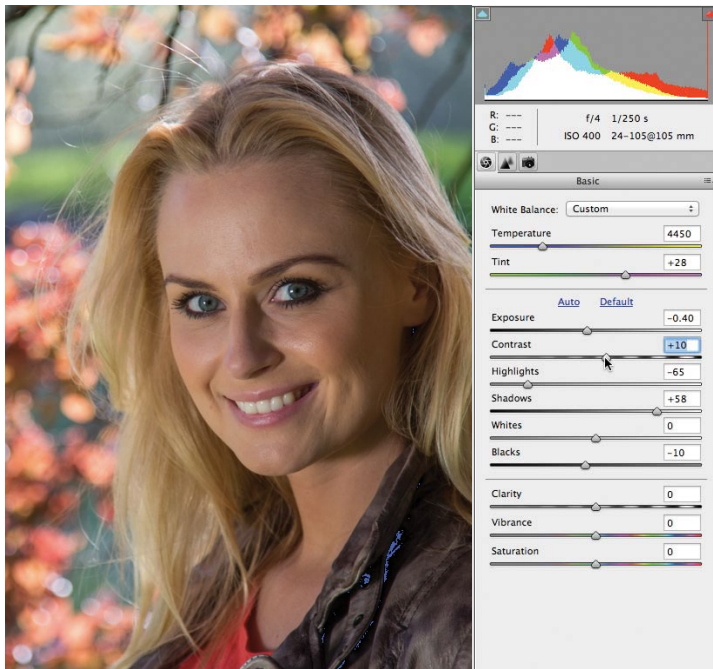 R: ---
G: ---
B: ---
f/4 1/250 s
ISO 400 24-105@105 mm
Basic
White Balance: Custom
Temperature 4450
Tint +28
Auto Default
Exposure -0.40
Contrast +10
Highlights -65
Shadows +58
Whites 0
Blacks -10
Clarity 0
Vibrance 0
Saturation 0